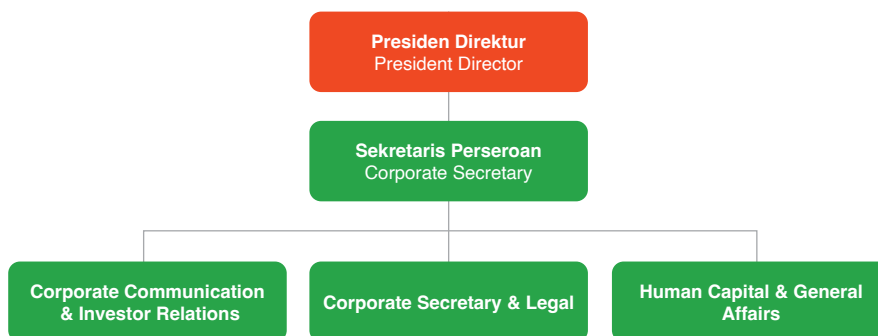 Presiden Direktur
President Director
Sekretaris Perseroan
Corporate Secretary
Corporate Communication
& Investor Relations
Corporate Secretary & Legal
Human Capital & General
Affairs